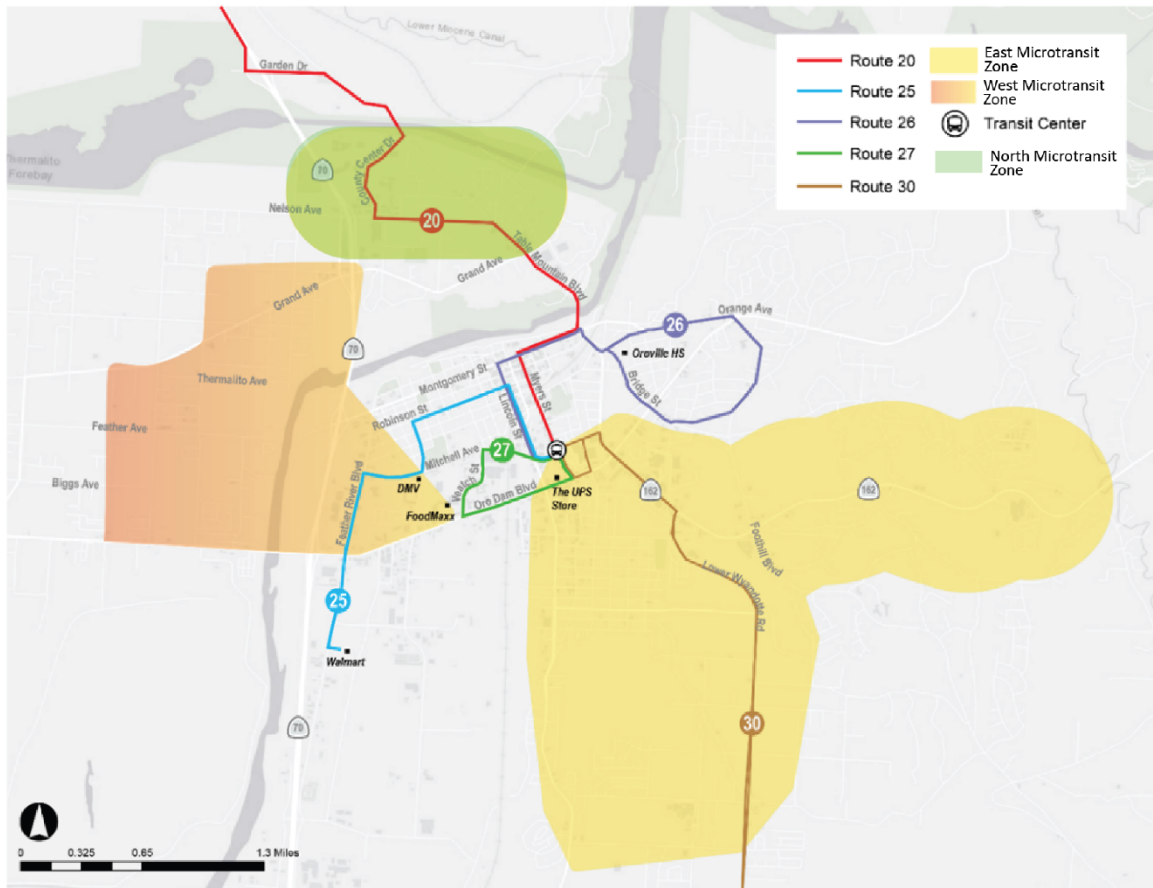 Lower Miocene Canal
Garden Dr
Route 20
Route 25
Route 26
Route 27
Route 30
East Microtransit
Zone
West Microtransit
Zone
Transit Center
North Microtransit
Zone
Thermalito
Forebay
70
County Center Dr
Nelson Ave
20
Table Mountain Blvd
Grand Ave
Grand Ave
Orange Ave
26
Oroville HS
70
Thermalito Ave
Montgomery St
Myers St
Bridge St
Robinson St
Lincoln St
Feather Ave
Mitchell Ave
27
Biggs Ave
DMV
Veatch St
Oro Dam Blvd
The UPS
Store
FoodMaxx
Feather River Blvd
162
162
Foothill Blvd
Lower Wyandotte Rd
25
Walmart
70
30
0 0.325 0.65 1.3 Miles